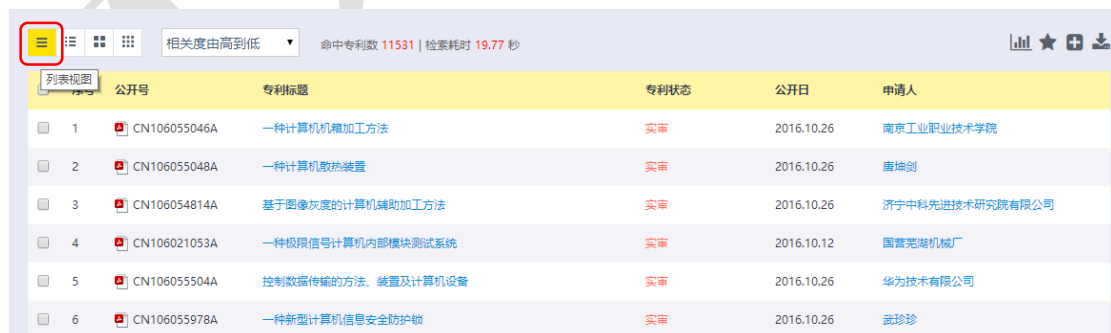 相关度由高到低 命中专利数 11531 | 检索耗时 19.77 秒
列表视图
公开号 专利标题 专利状态 公开日 申请人
1 CN106055046A 一种计算机机箱加工方法 实审 2016.10.26 南京工业职业技术学院
2 CN106055048A 一种计算机散热装置 实审 2016.10.26 唐坤剑
3 CN106054814A 基于图像灰度的计算机辅助加工方法 实审 2016.10.26 济宁中科先进技术研究院有限公司
4 CN106021053A 一种极限信号计算机内部模块测试系统 实审 2016.10.12 国营芜湖机械厂
5 CN106055504A 控制数据传输的方法、装置及计算机设备 实审 2016.10.26 华为技术有限公司
6 CN106055978A 一种新型计算机信息安全防护锁 实审 2016.10.26 武珍珍